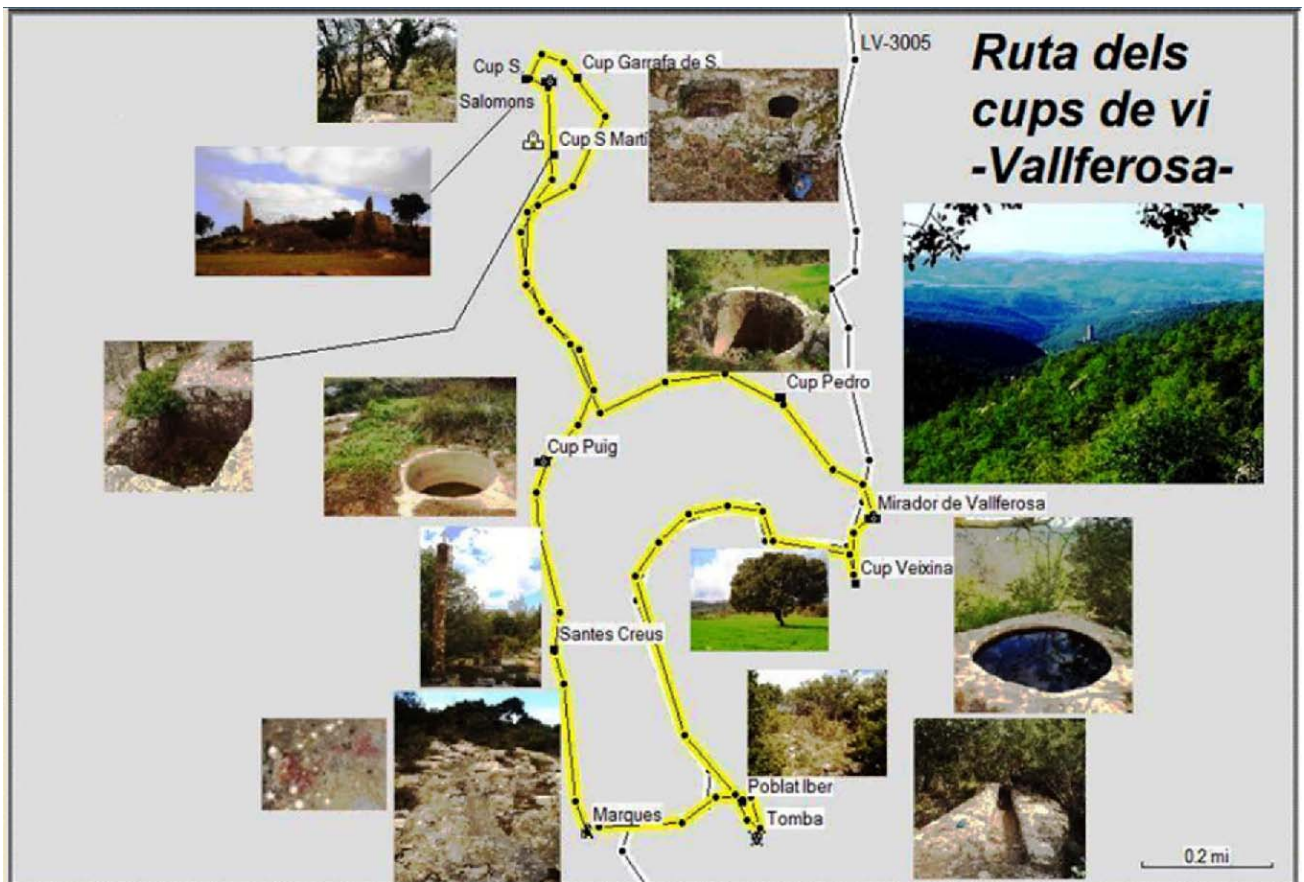 LV-3005
Ruta dels
cups de vi
-Vallferosa-
Cup S.
Cup Garrafa de S.
Salomons
Cup S Marti
Cup Pedro
Cup Puig
Mirador de Vallferosa
Cup Veixina
Santes Creus
Poblat Iber
Marques
Tomba
0.2 mi